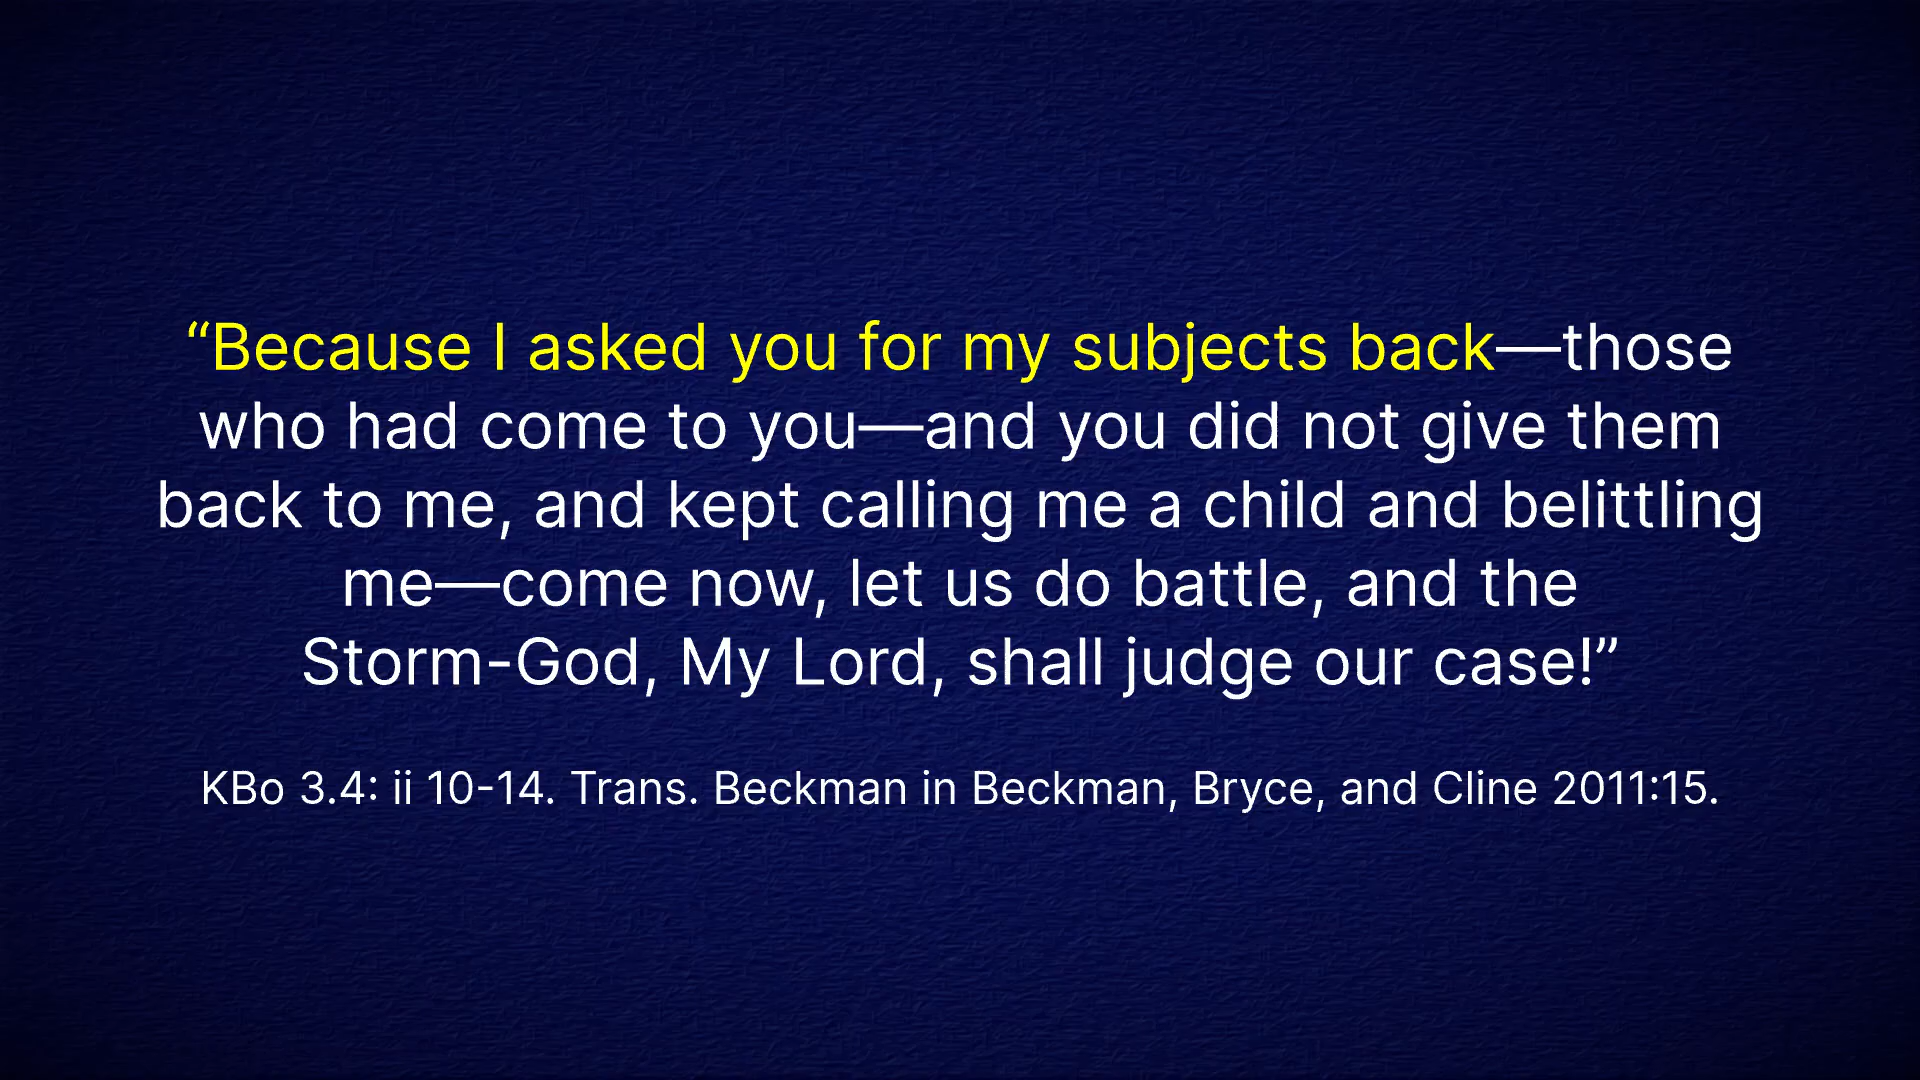 “Because I asked you for my subjects back—those
who had come to you—and you did not give them
back to me, and kept calling me a child and belittling
me—come now, let us do battle, and the
Storm-God, My Lord, shall judge our case!”
KBo 3.4: ii 10-14. Trans. Beckman in Beckman, Bryce, and Cline 2011:15.